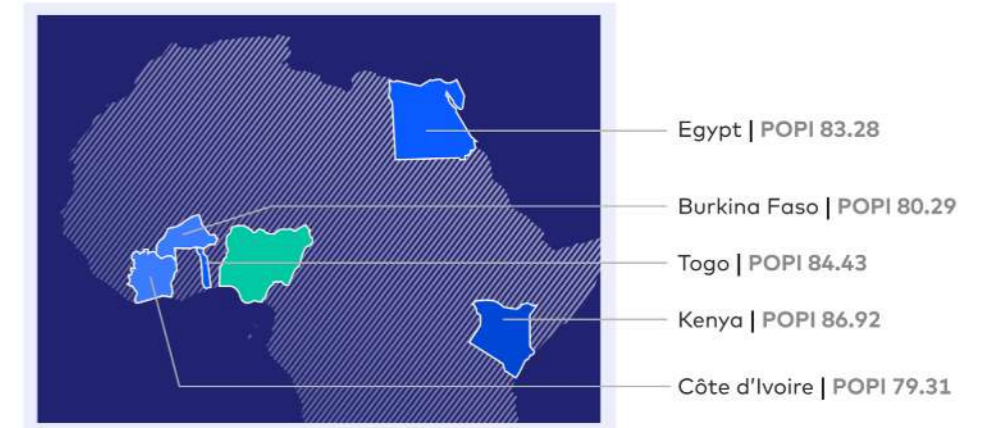 Egypt | POPI 83.28
Burkina Faso | POPI 80.29
Togo | POPI 84.43
Kenya | POPI 86.92
Côte d'Ivoire | POPI 79.31